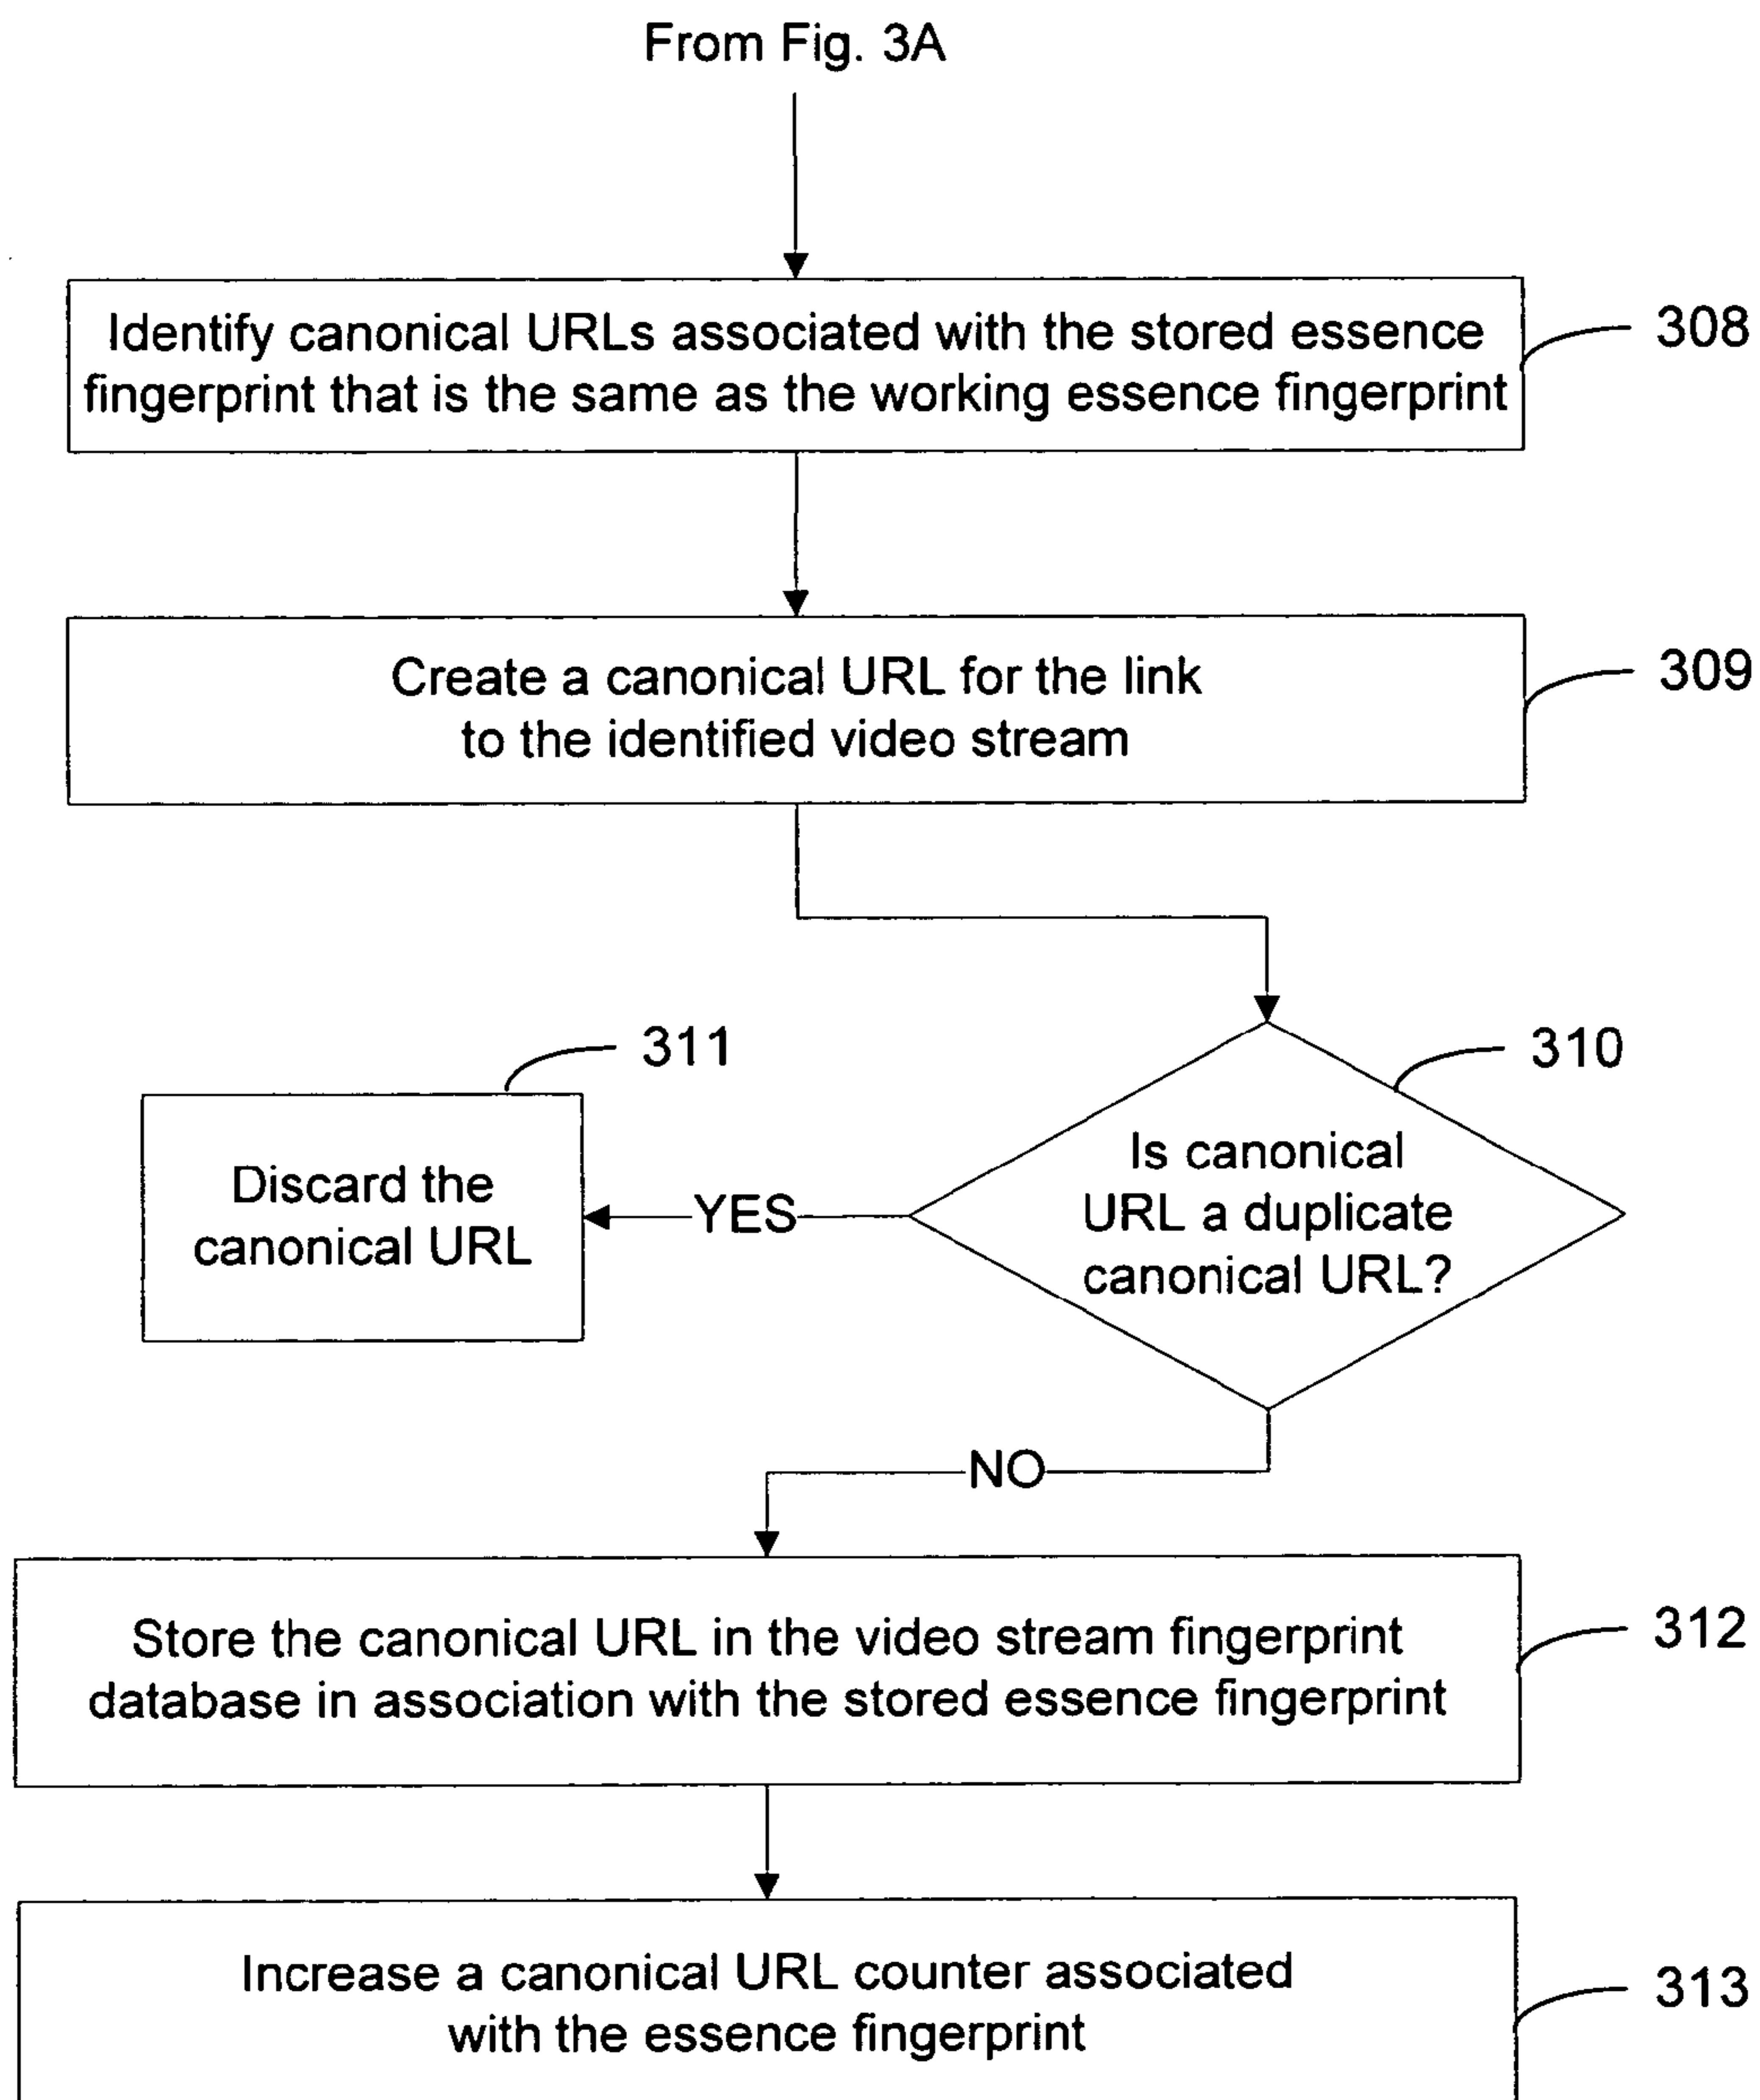 From Fig. 3A
Identify canonical URLs associated with the stored essence
fingerprint that is the same as the working essence fingerprint
308
Create a canonical URL for the link
to the identified video stream
309
311
310
Discard the
canonical URL
YES
Is canonical
URL a duplicate
canonical URL?
NO
Store the canonical URL in the video stream fingerprint
database in association with the stored essence fingerprint
312
Increase a canonical URL counter associated
with the essence fingerprint
313